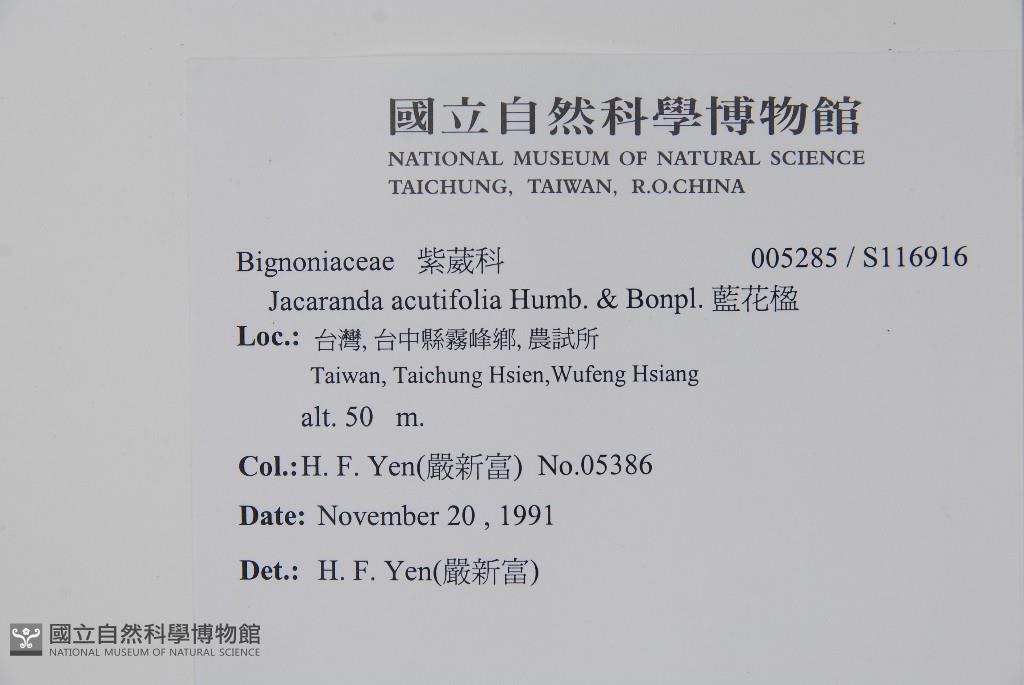 國立自然科學博物館
NATIONAL MUSEUM OF NATURAL SCIENCE
TAICHUNG, TAIWAN, R.O.CHINA
Bignoniaceae 紫葳科 005285 / S116916
Jacaranda acutifolia Humb. & Bonpl. 藍花楹
Loc.: 台灣, 台中縣霧峰鄉, 農試所
Taiwan, Taichung Hsien,Wufeng Hsiang
alt. 50 m.
Col.: H. F. Yen(嚴新富) No.05386
Date: November 20 , 1991
Det.: H. F. Yen(嚴新富)
國立自然科學博物館
NATIONAL MUSEUM OF NATURAL SCIENCE